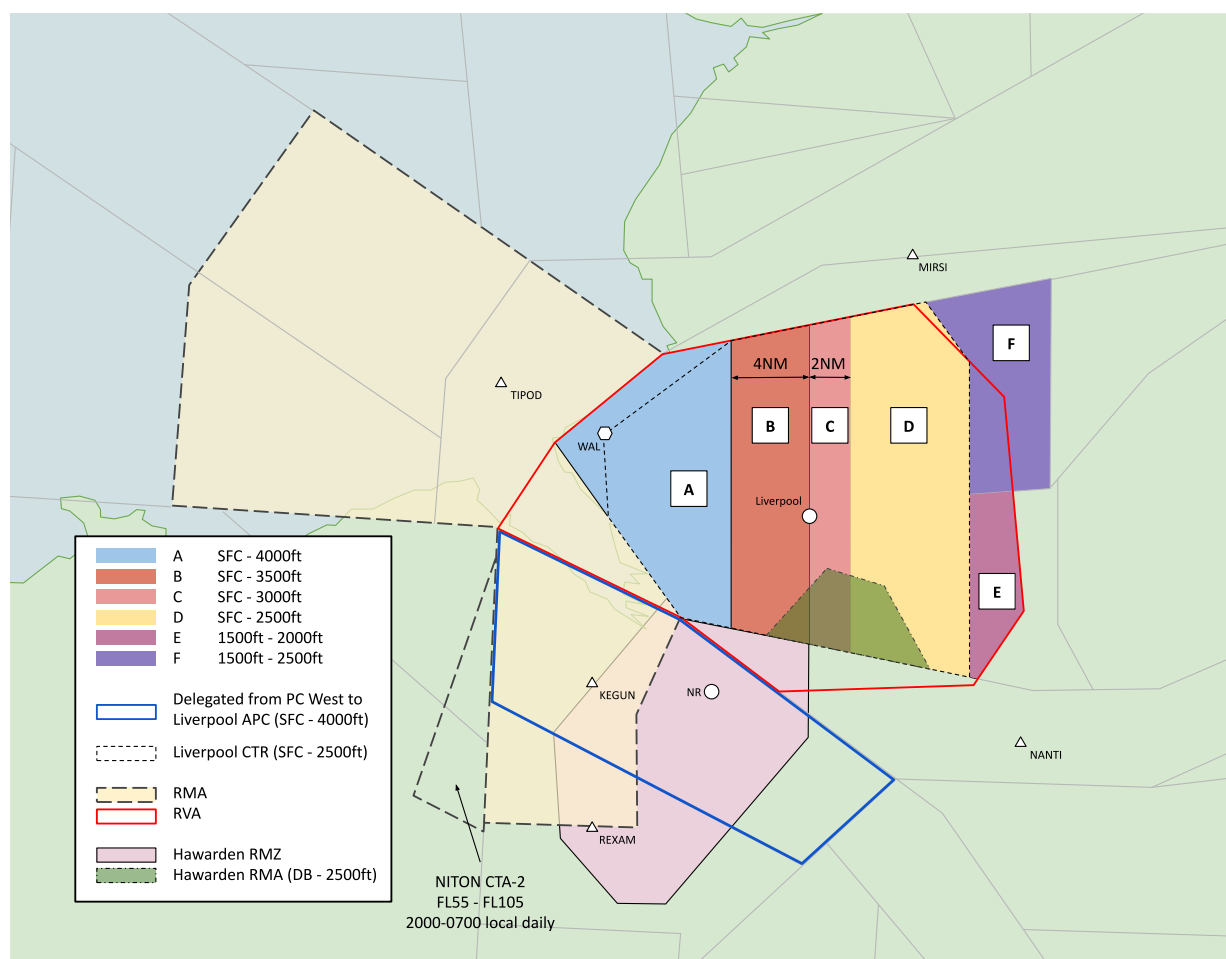 MIRSI
F
4NM
2NM
TIPOD
B
C
D
WAL
A
Liverpool
A SFC - 4000ft
B SFC - 3500ft
C SFC - 3000ft
D SFC - 2500ft
E 1500ft - 2000ft
F 1500ft - 2500ft
Delegated from PC West to
Liverpool APC (SFC - 4000ft)
Liverpool CTR (SFC - 2500ft)
RMA
RVA
Hawarden RMZ
Hawarden RMA (DB - 2500ft)
E
KEGUN
NR
NANTI
REXAM
NITON CTA-2
FL55 - FL105
2000-0700 local daily